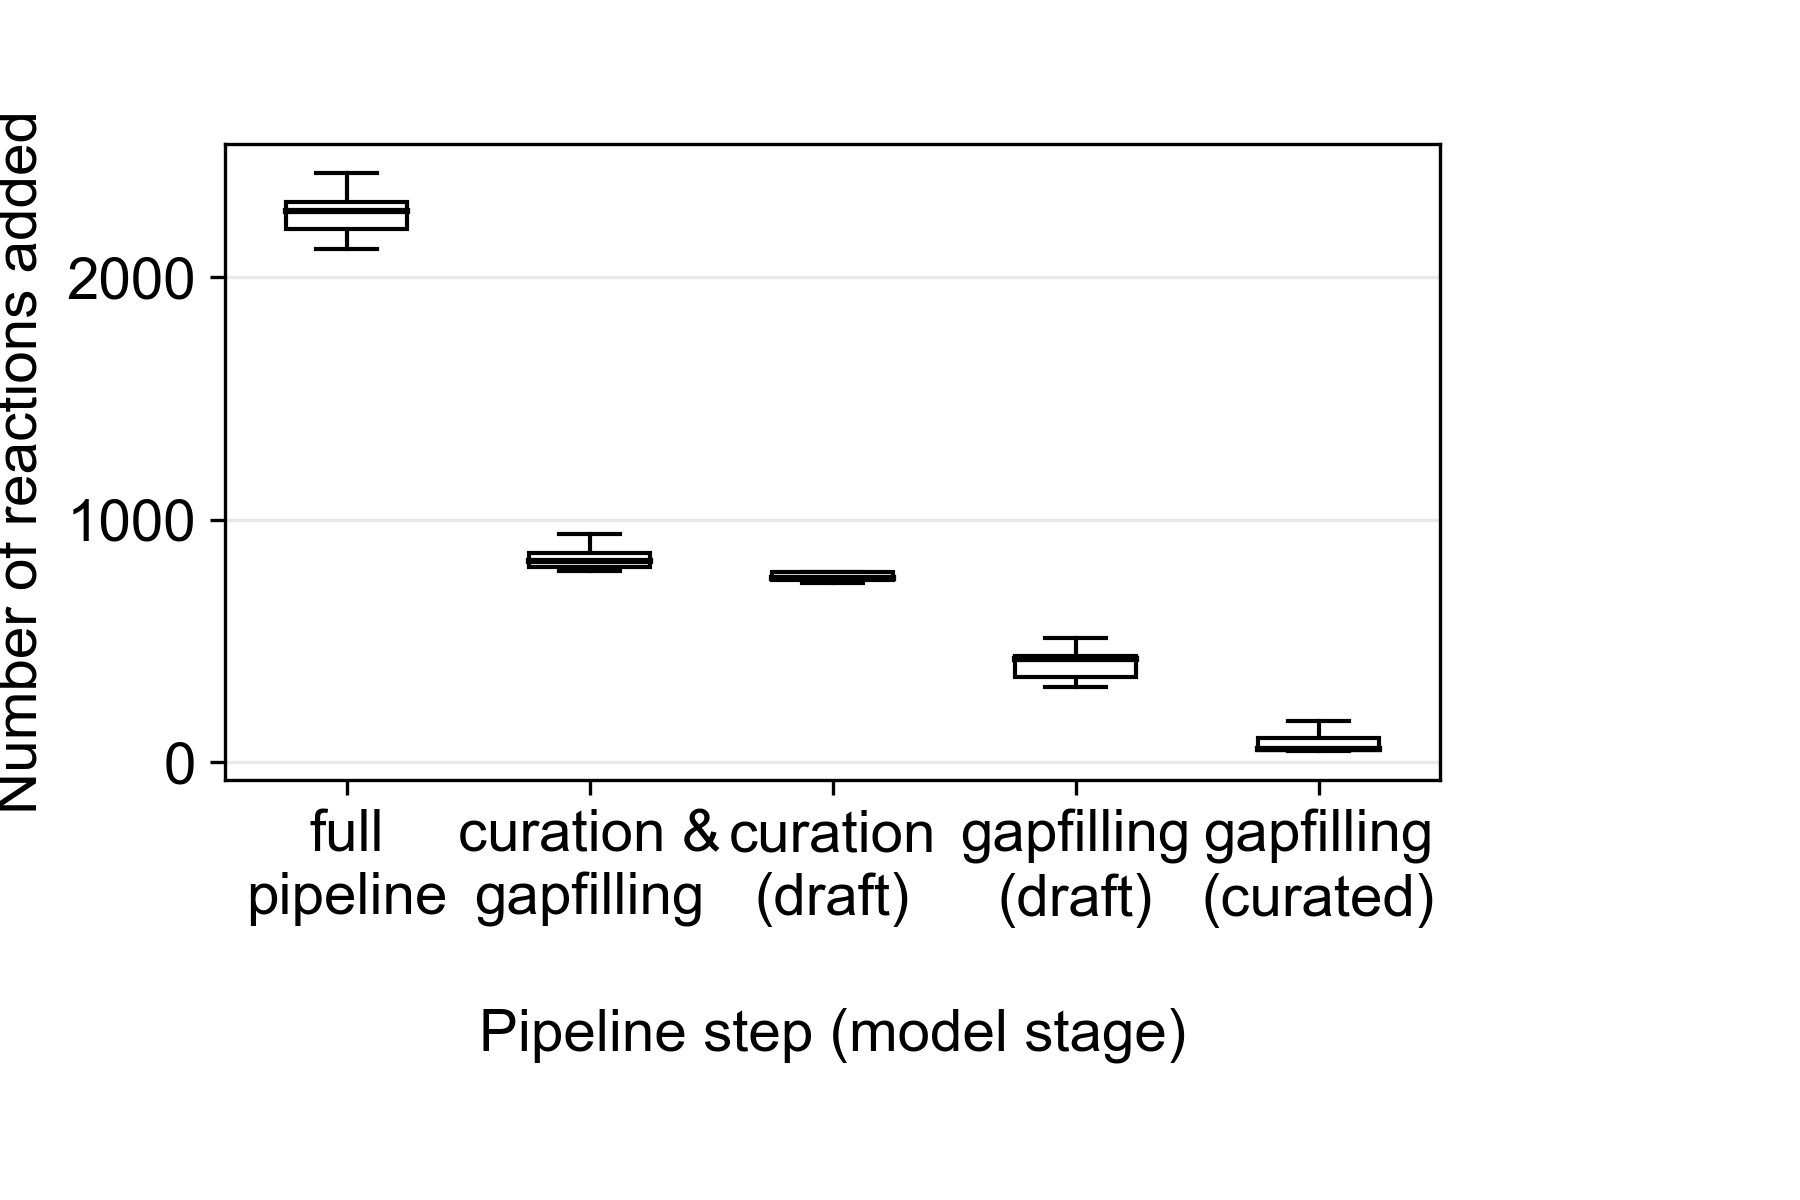 Number of reactions added
2000
1000
0
full
pipeline
curation &
gapfilling
curation
(draft)
gapfilling
(draft)
gapfilling
(curated)
Pipeline step (model stage)